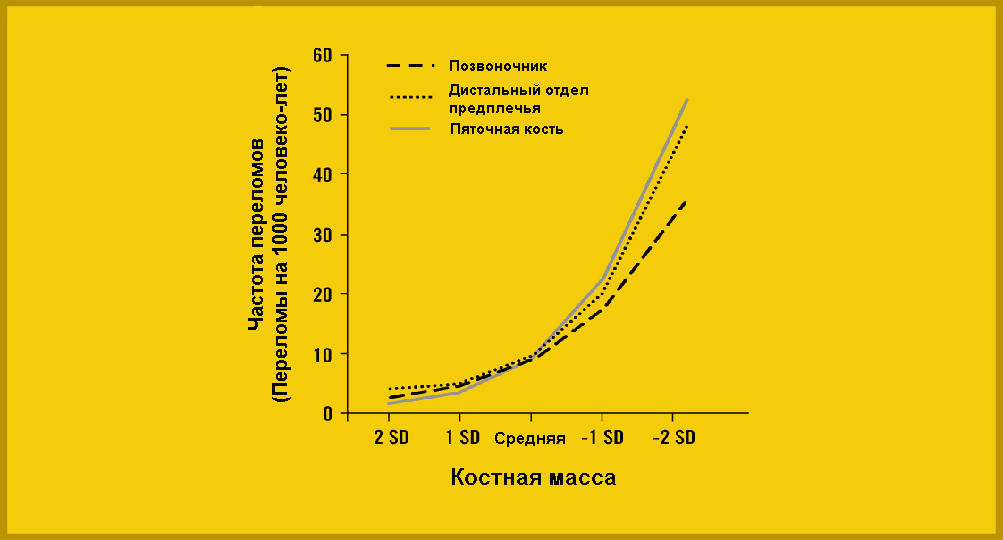 Частота переломов
(Переломы на 1000 человеко-лет)
60
50
40
30
20
10
0
Позвоночник
Дистальный отдел
предплечья
Пяточная кость
2 SD 1 SD Средняя -1 SD -2 SD
Костная масса